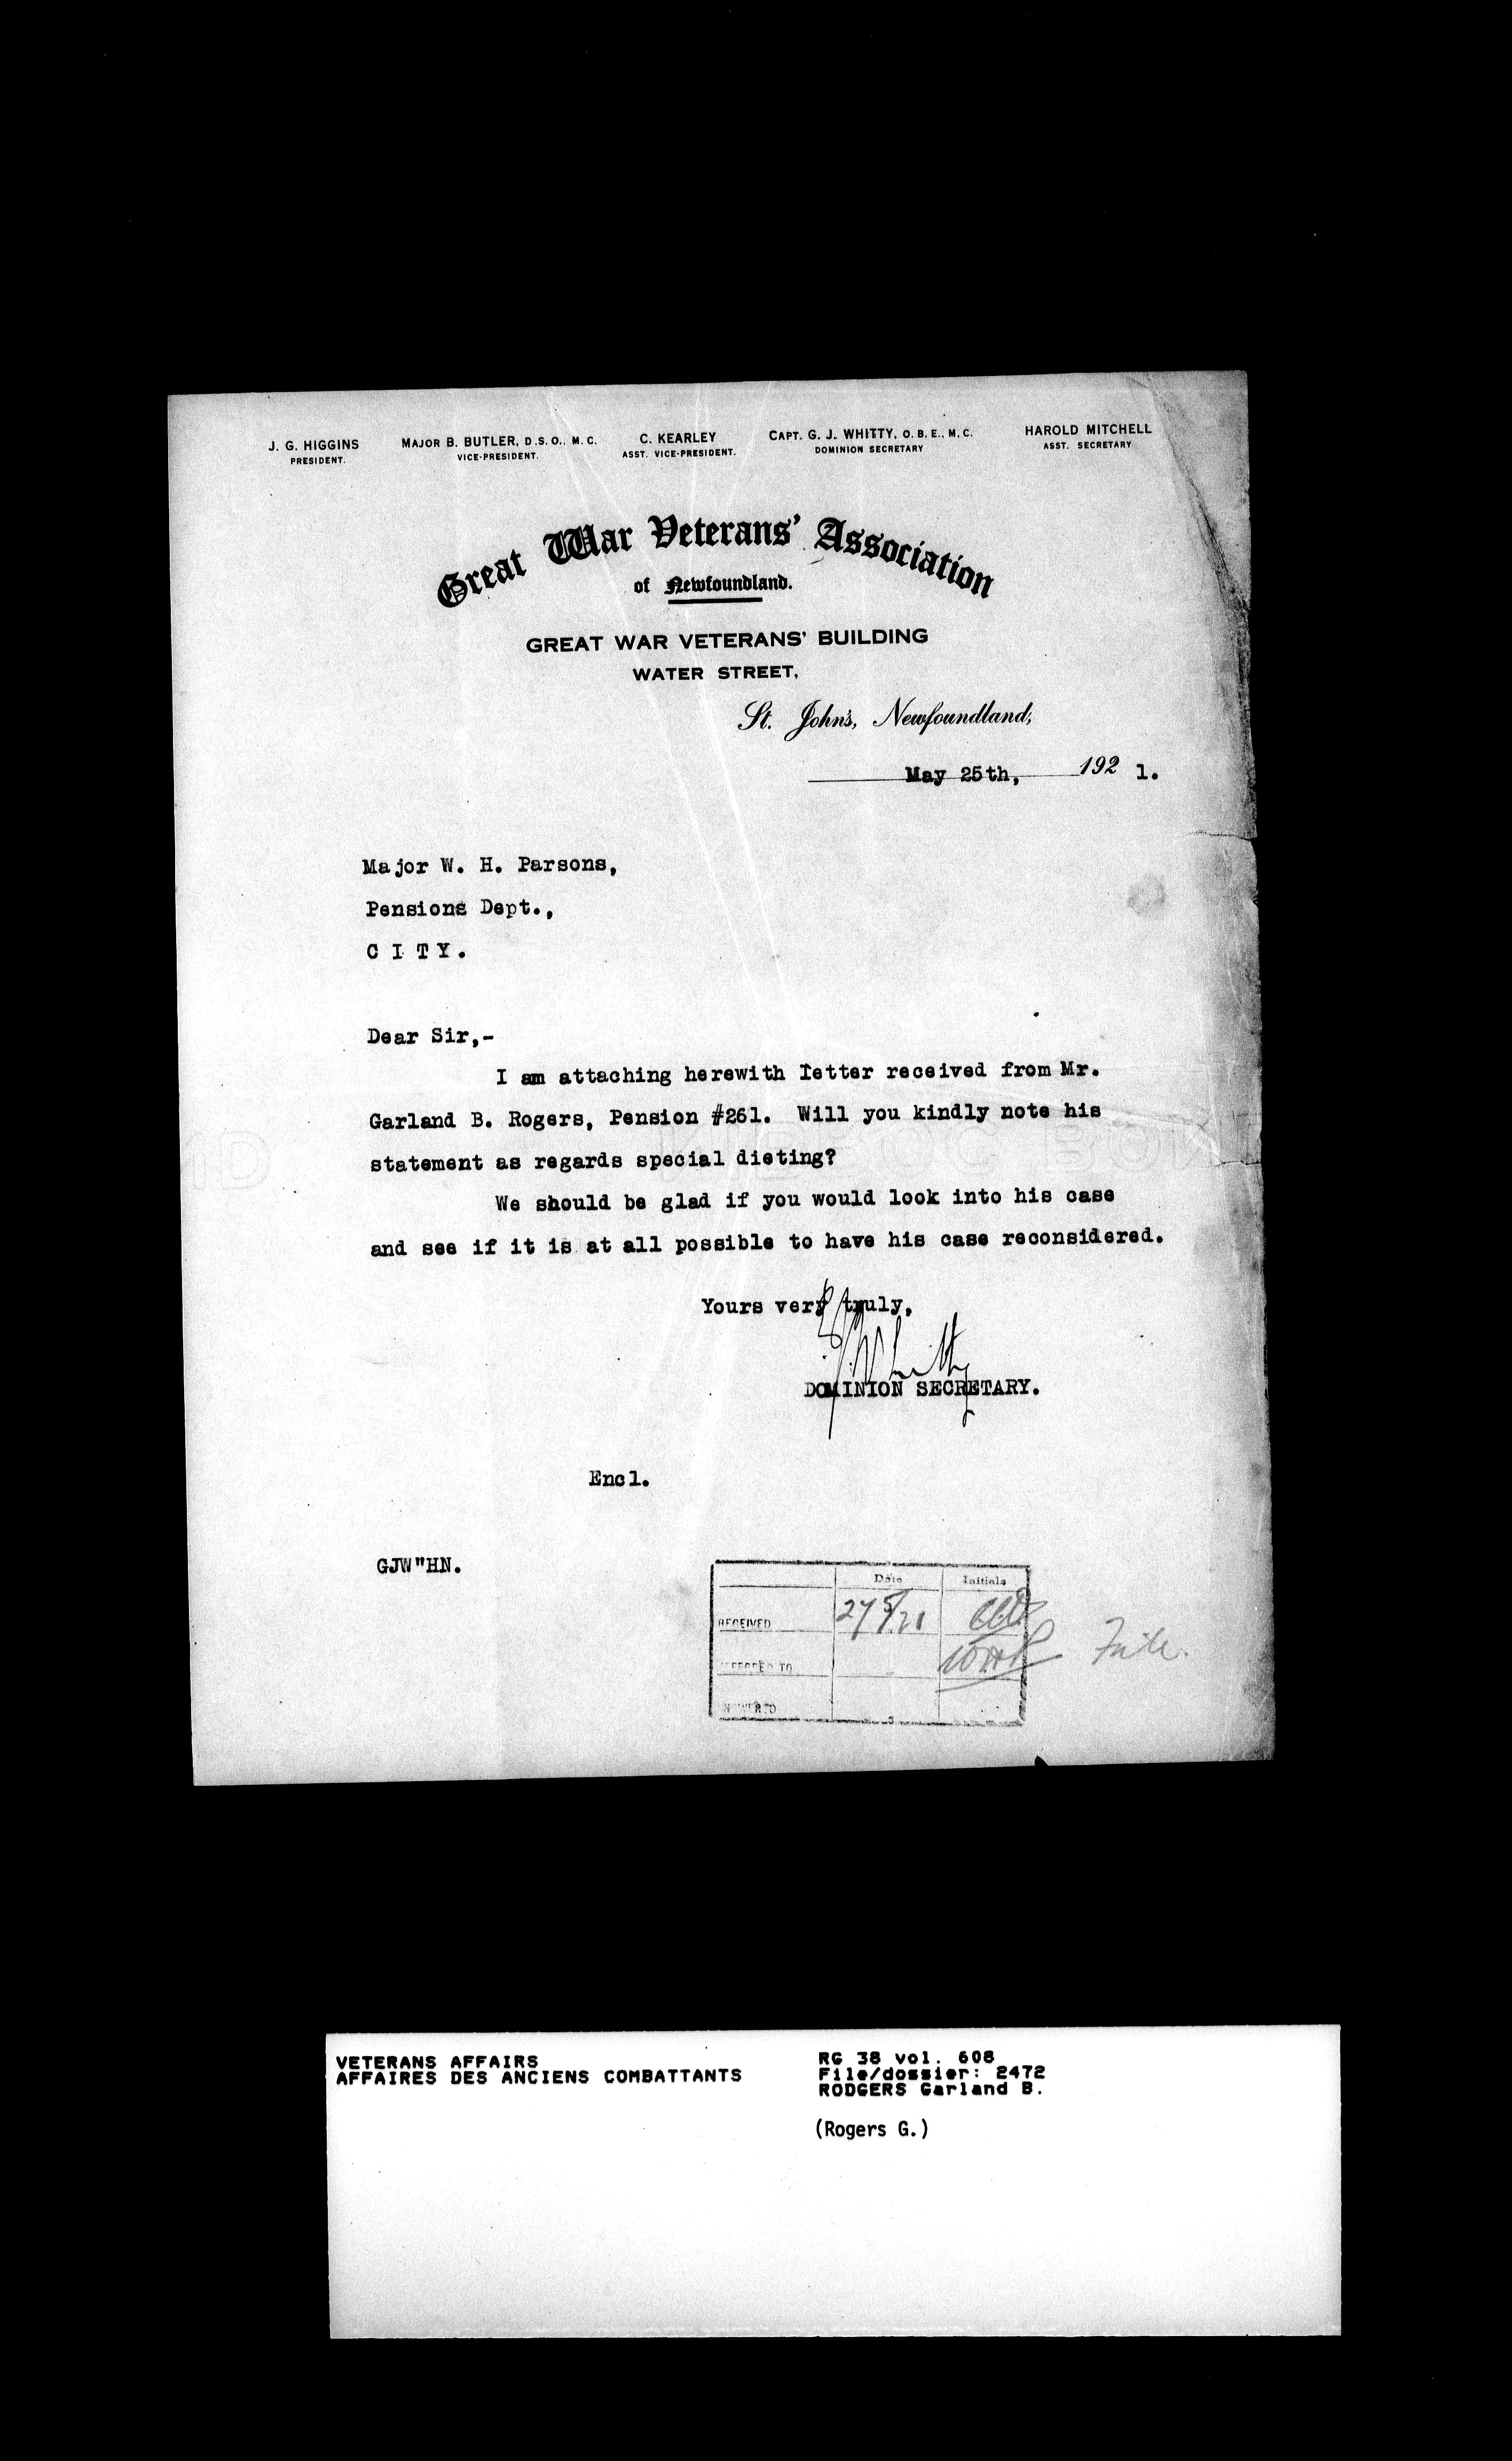 J. G. HIGGINS
PRESIDENT.
MAJOR B. BUTLER, D.S.O., M.C.
VICE-PRESIDENT.
C. KEARLEY
ASST. VICE-PRESIDENT.
CAPT. G. J. WHITTY, O.B.E., M.C.
DOMINION SECRETARY
HAROLD MITCHELL
ASST. SECRETARY
Great War Veterans' Association
of Newfoundland.
GREAT WAR VETERANS' BUILDING
WATER STREET,
St. John's, Newfoundland,
May 25th, 192 1.
Major W. H. Parsons,
Pensions Dept.,
C I T Y.
Dear Sir,-
I am attaching herewith letter received from Mr.
Garland B. Rogers, Pension #261. Will you kindly note his
statement as regards special dieting?
We should be glad if you would look into his case
and see if it is at all possible to have his case reconsidered.
Yours very truly,
DOMINION SECRETARY.
Encl.
GJW"HN.
Date Initials
RECEIVED 27/5/21
WHP
VETERANS AFFAIRS
AFFAIRES DES ANCIENS COMBATTANTS
RG 38 vol. 608
File/dossier: 2472
RODGERS Garland B.
(Rogers G.)